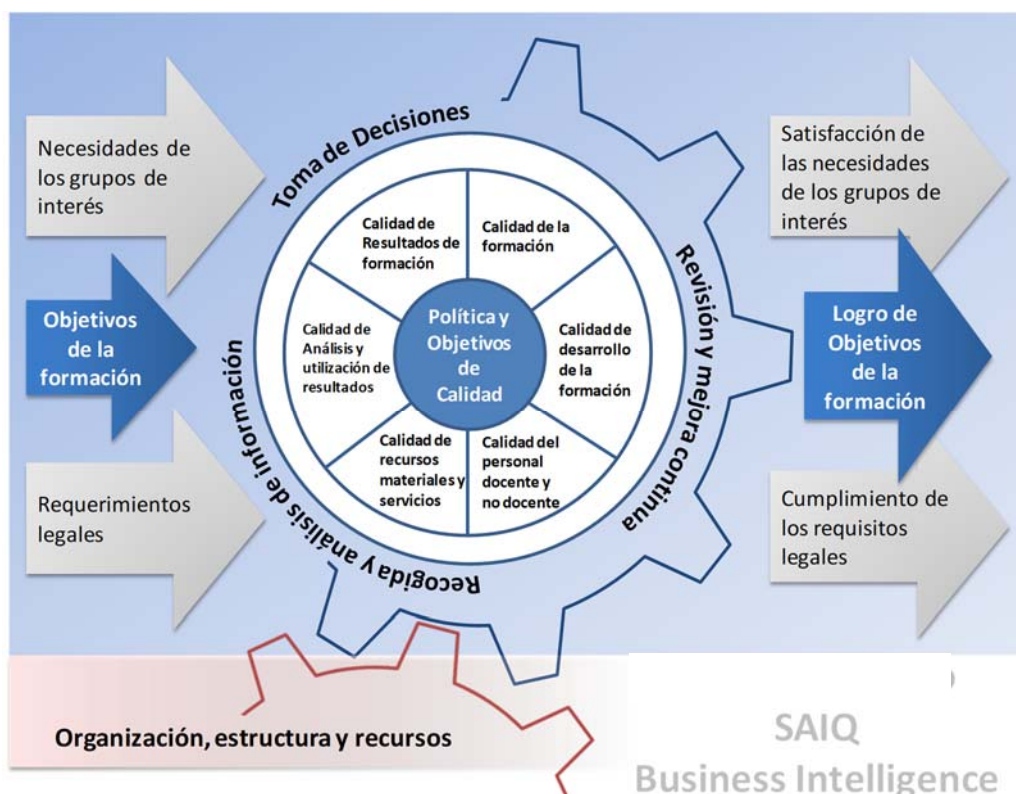 Necesidades de
los grupos de
interés
Objetivos
de la
formación
Requerimientos
legales
Toma de Decisiones
Revisión y mejora continua
Recogida y análisis de información
Calidad de
Resultados de
formación
Calidad de la
formación
Calidad de
Análisis y
utilización de
resultados
Política y
Objetivos
de
Calidad
Calidad de
desarrollo
de la
formación
Calidad de
recursos
materiales y
servicios
Calidad del
personal
docente y
no docente
Satisfacción de
las necesidades
de los grupos de
interés
Logro de
Objetivos
de la
formación
Cumplimiento de
los requisitos
legales
Organización, estructura y recursos
SAIQ
Business Intelligence